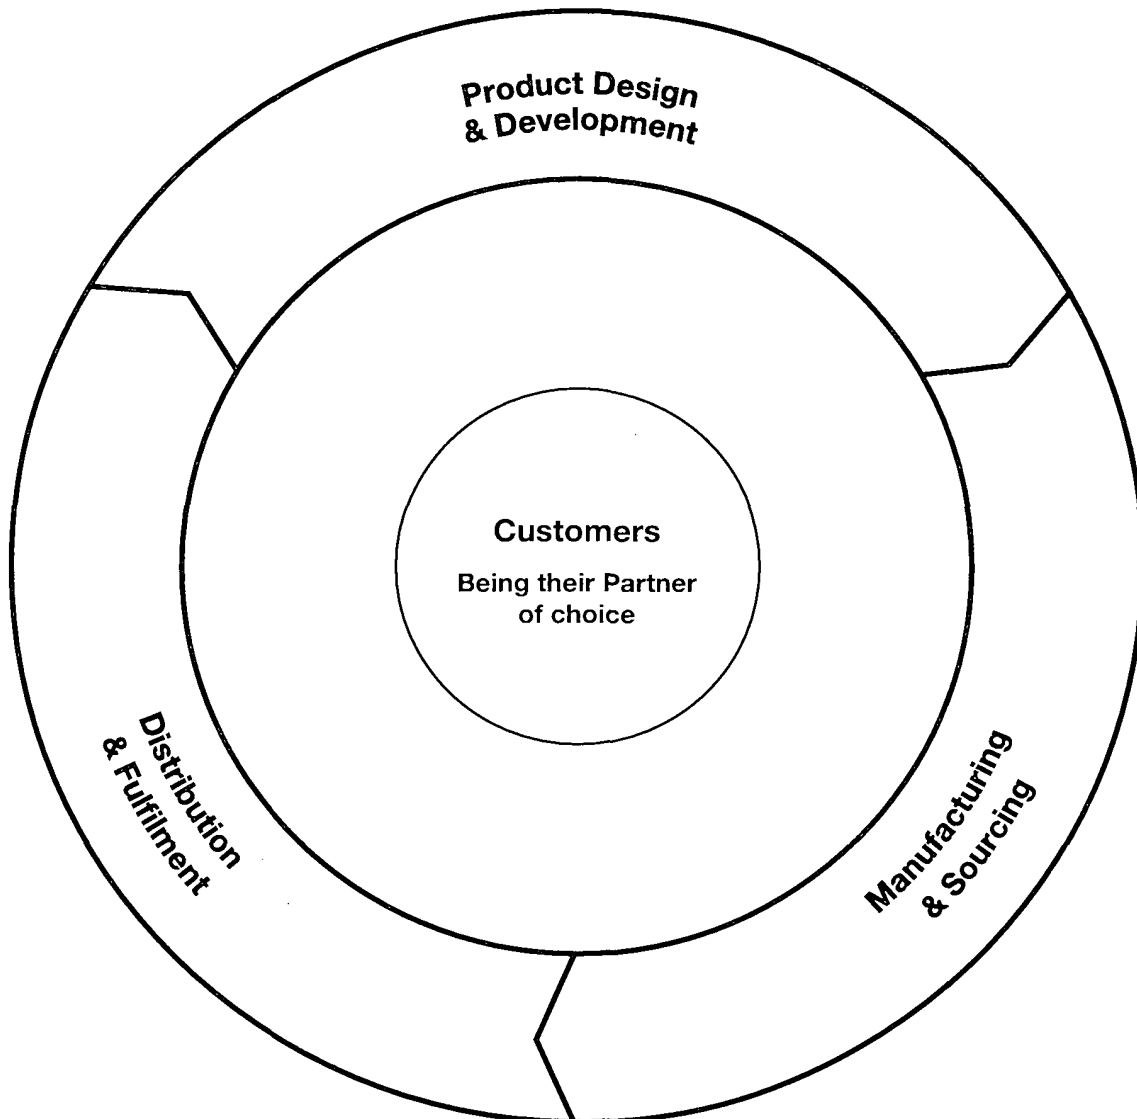 Product Design
& Development
Customers
Being their Partner
of choice
Distribution
& Fulfilment
Manufacturing
& Sourcing